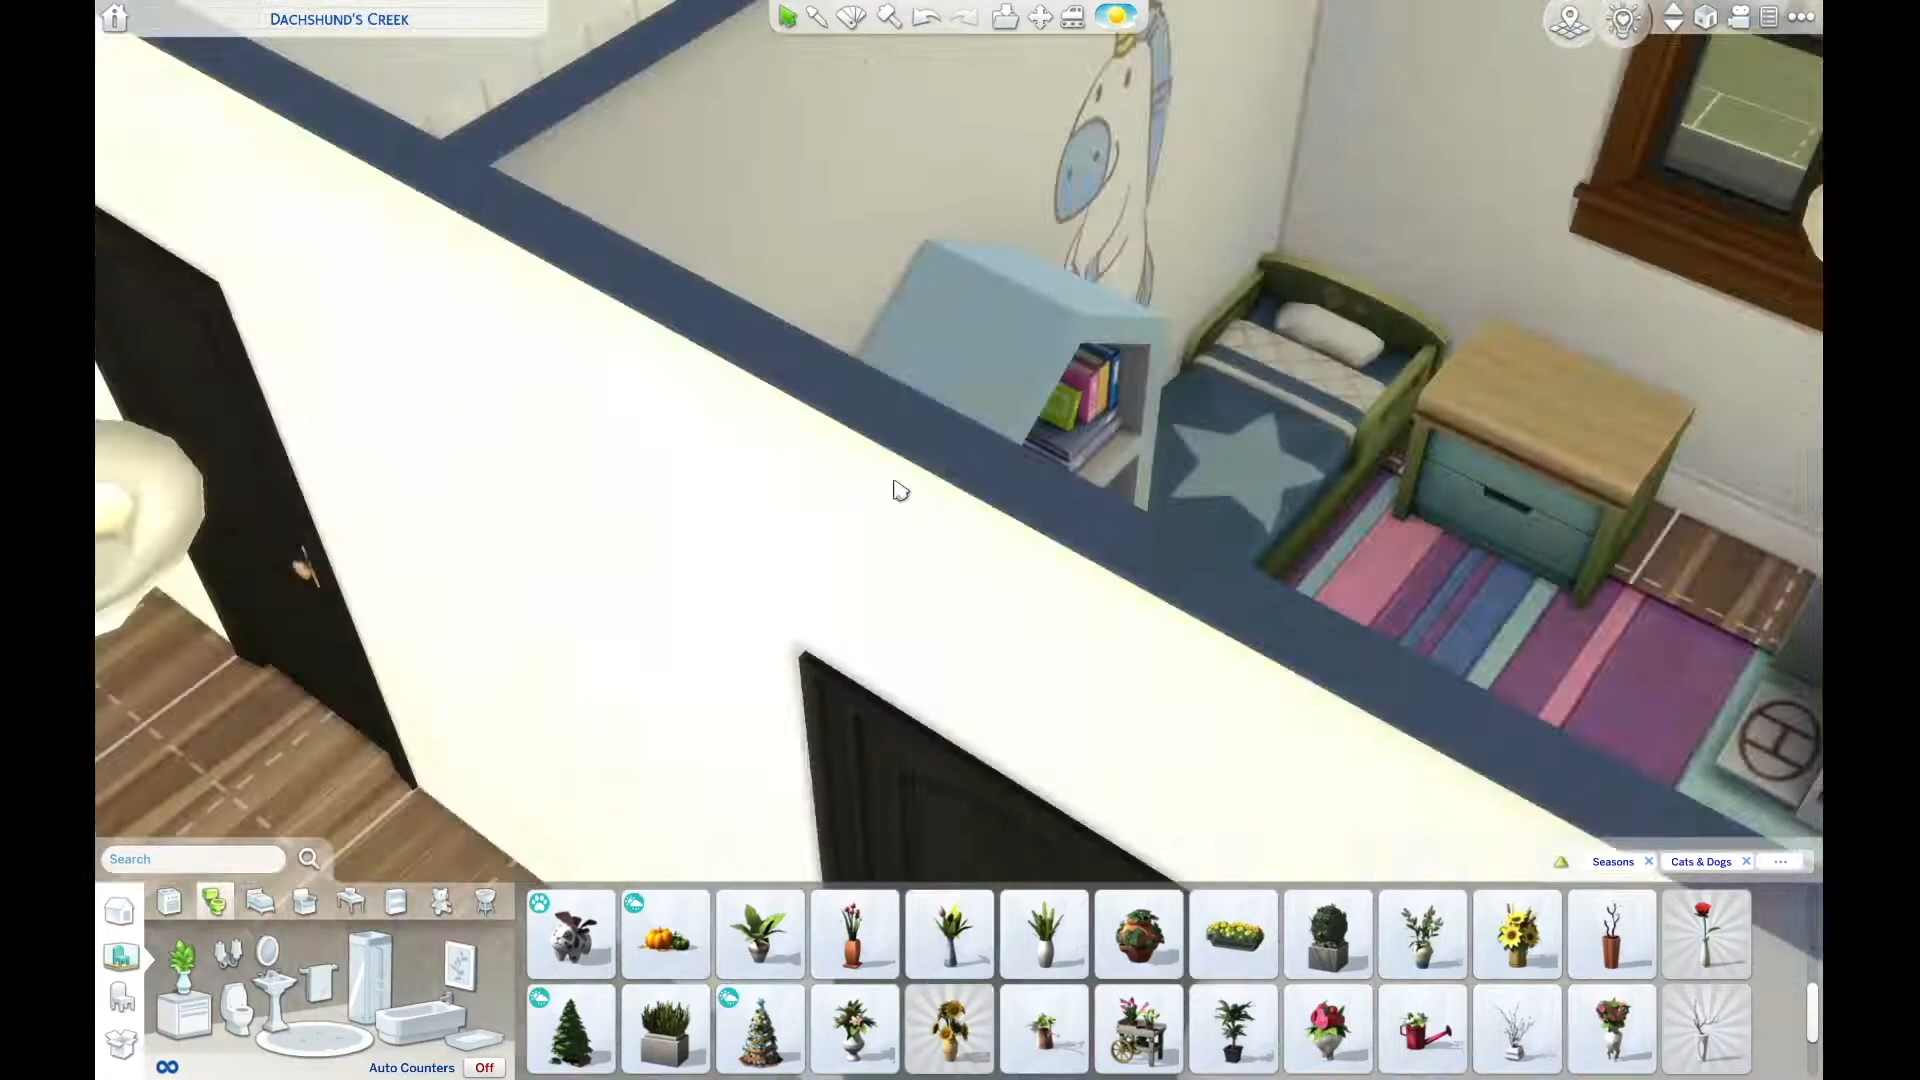 Dachshund's Creek
Search
Seasons
Cats & Dogs
Auto Counters Off